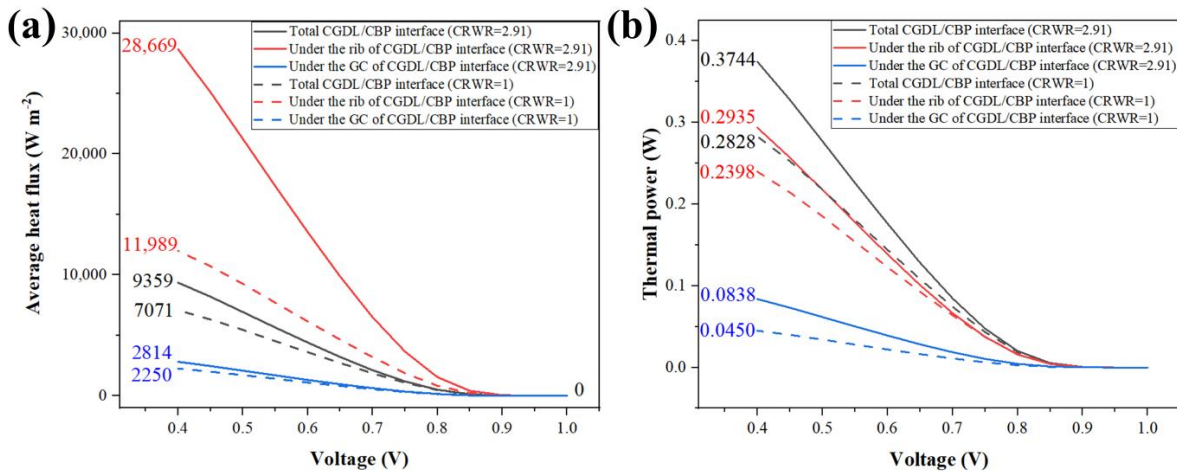 (a)
Average heat flux (W m⁻²)
30,000
20,000
10,000
0
28,669
11,989
9359
7071
2814
2250
0
Total CGDL/CBP interface (CRWR=2.91)
Under the rib of CGDL/CBP interface (CRWR=2.91)
Under the GC of CGDL/CBP interface (CRWR=2.91)
Total CGDL/CBP interface (CRWR=1)
Under the rib of CGDL/CBP interface (CRWR=1)
Under the GC of CGDL/CBP interface (CRWR=1)
0.4 0.5 0.6 0.7 0.8 0.9 1.0
Voltage (V)
(b)
Thermal power (W)
0.4
0.3
0.2
0.1
0.0
0.3744
0.2935
0.2828
0.2398
0.0838
0.0450
Total CGDL/CBP interface (CRWR=2.91)
Under the rib of CGDL/CBP interface (CRWR=2.91)
Under the GC of CGDL/CBP interface (CRWR=2.91)
Total CGDL/CBP interface (CRWR=1)
Under the rib of CGDL/CBP interface (CRWR=1)
Under the GC of CGDL/CBP interface (CRWR=1)
0.4 0.5 0.6 0.7 0.8 0.9 1.0
Voltage (V)